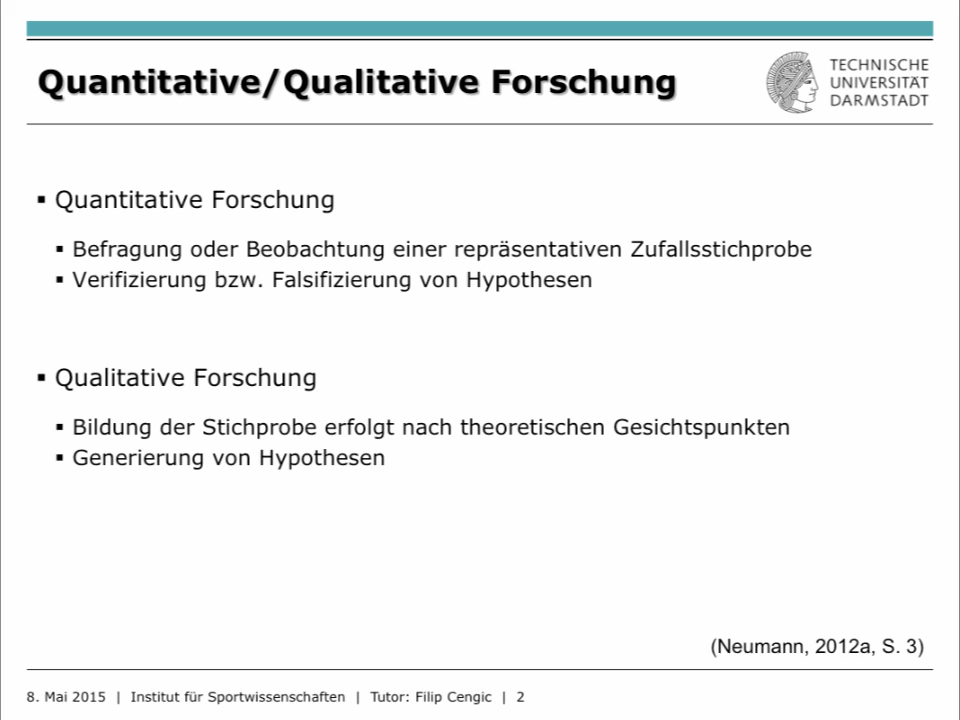 Quantitative/Qualitative Forschung
TECHNISCHE
UNIVERSITÄT
DARMSTADT
▪ Quantitative Forschung
▪ Befragung oder Beobachtung einer repräsentativen Zufallsstichprobe
▪ Verifizierung bzw. Falsifizierung von Hypothesen
▪ Qualitative Forschung
▪ Bildung der Stichprobe erfolgt nach theoretischen Gesichtspunkten
▪ Generierung von Hypothesen
(Neumann, 2012a, S. 3)
8. Mai 2015 | Institut für Sportwissenschaften | Tutor: Filip Cengic | 2